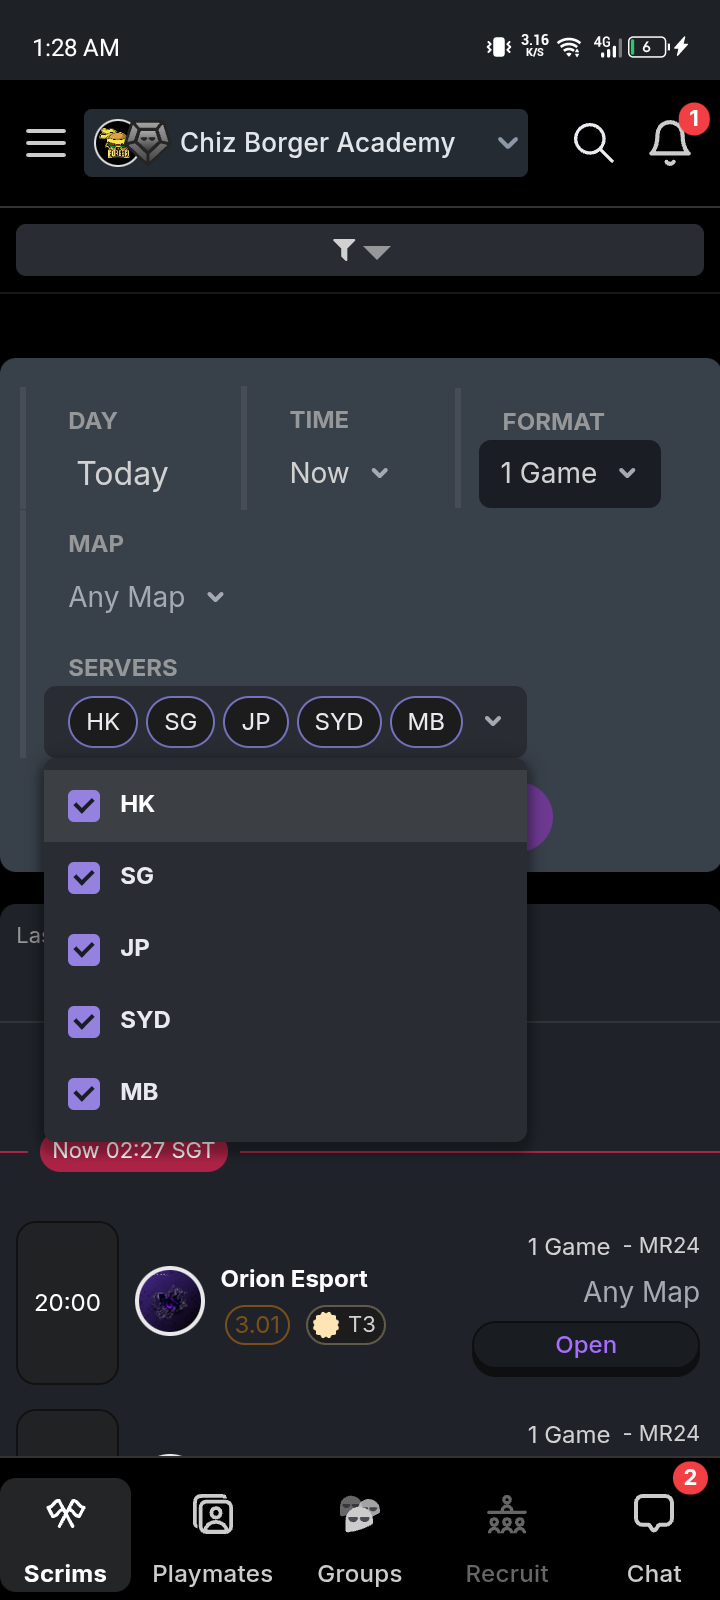 1:28 AM
3.16 K/S 4G 6
Chiz Borger Academy
1
DAY TIME FORMAT
Today Now 1 Game
MAP
Any Map
SERVERS
HK SG JP SYD MB
HK
SG
JP
SYD
MB
Now 02:27 SGT
1 Game - MR24
20:00 Orion Esport Any Map
3.01 T3 Open
1 Game - MR24
2
Scrims Playmates Groups Recruit Chat